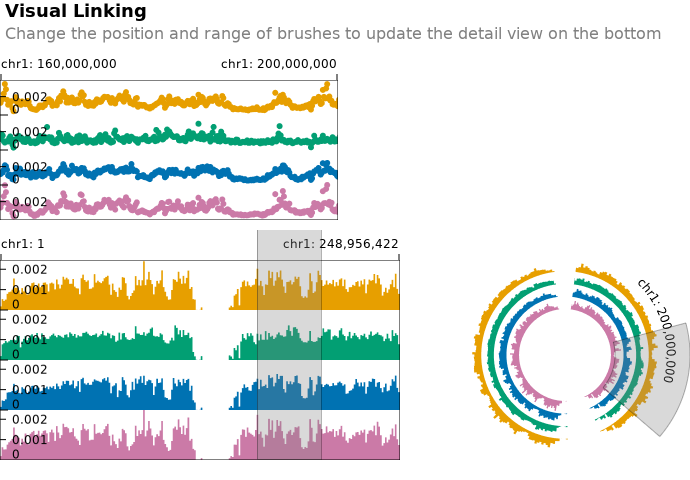 Visual Linking
Change the position and range of brushes to update the detail view on the bottom
chr1: 160,000,000 200,000,000
chr1: 200,000,000
0.002
0
0.002
0
0.002
0
0.002
0
chr1: 1
chr1: 248,956,422
0.002
0.001
0
0.002
0.001
0
0.002
0.001
0
0.002
0.001
0
chr1: 200,000,000